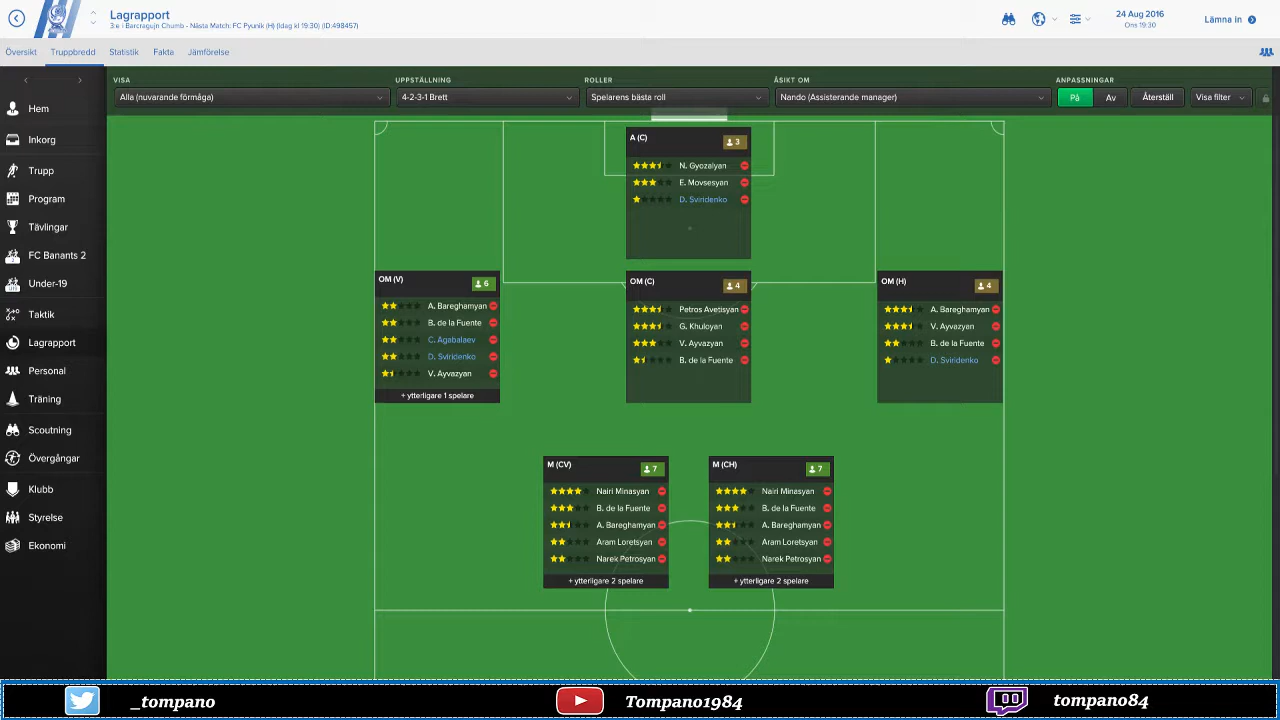 Lagrapport
3:e i Barcragujn Chumb - Nästa Match: FC Pyunik (H) (Idag kl 19:30) (ID:498457)
24 Aug 2016
Ons 19:30
Lämna in
Översikt
Truppbredd
Statistik
Fakta
Jämförelse
VISA
Alla (nuvarande förmåga)
UPPSTÄLLNING
4-2-3-1 Brett
ROLLER
Spelarens bästa roll
ÅSIKT OM
Nando (Assisterande manager)
ANPASSNINGAR
På
Av
Återställ
Visa filter
Hem
Inkorg
Trupp
Program
Tävlingar
FC Banants 2
Under-19
Taktik
Lagrapport
Personal
Träning
Scoutning
Övergångar
Klubb
Styrelse
Ekonomi
A (C)
3
N. Gyozalyan
E. Movsesyan
D. Sviridenko
OM (V)
6
A. Bareghamyan
B. de la Fuente
C. Agabalaev
D. Sviridenko
V. Ayvazyan
+ ytterligare 1 spelare
OM (C)
4
Petros Avetisyan
G. Khuloyan
V. Ayvazyan
B. de la Fuente
OM (H)
4
A. Bareghamyan
V. Ayvazyan
B. de la Fuente
D. Sviridenko
M (CV)
7
Nairi Minasyan
B. de la Fuente
A. Bareghamyan
Aram Loretsyan
Narek Petrosyan
+ ytterligare 2 spelare
M (CH)
7
Nairi Minasyan
B. de la Fuente
A. Bareghamyan
Aram Loretsyan
Narek Petrosyan
+ ytterligare 2 spelare
_tompano
Tompano1984
tompano84